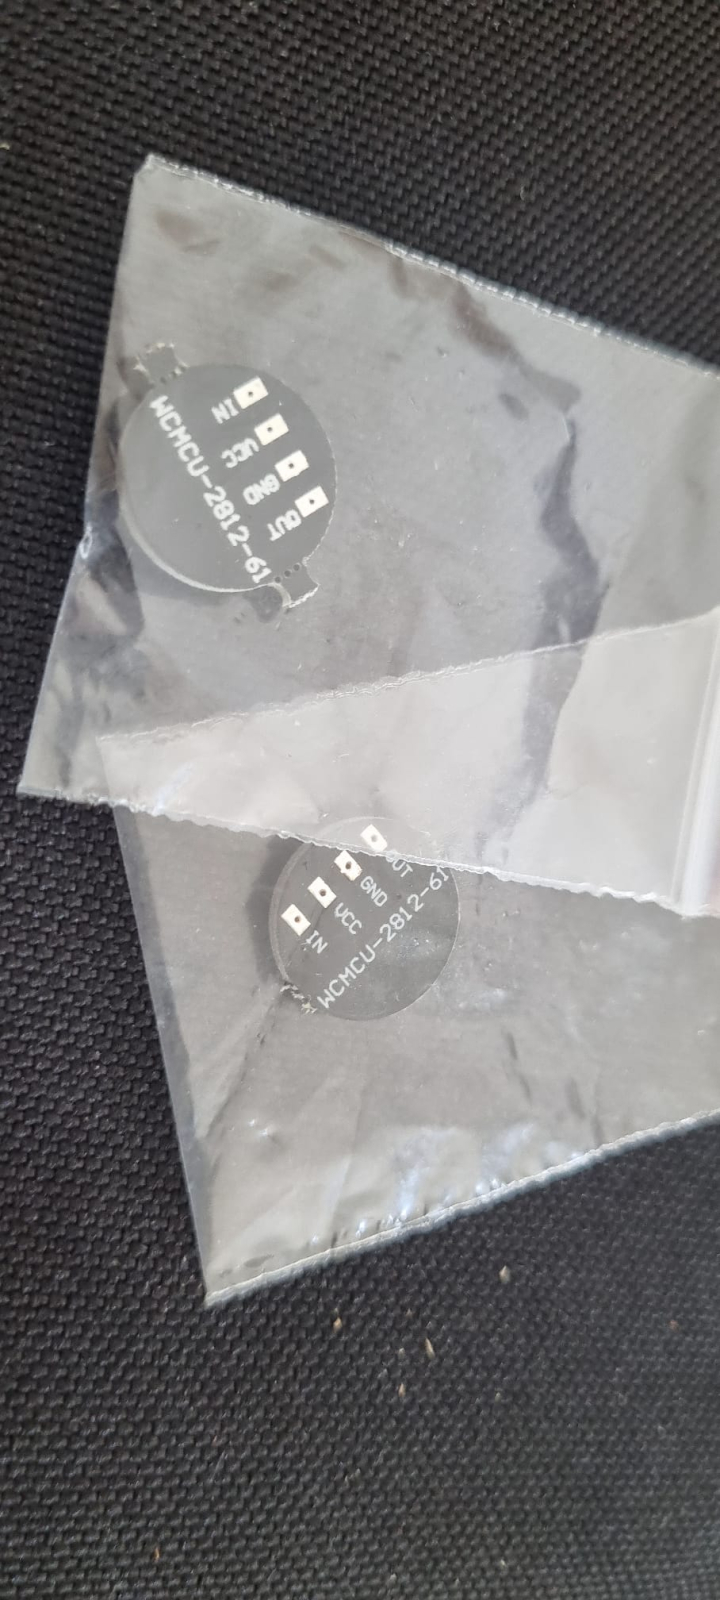 IN
VCC
GND
OUT
WCMCU-2812-61
OUT
GND
VCC
IN
WCMCU-2812-61